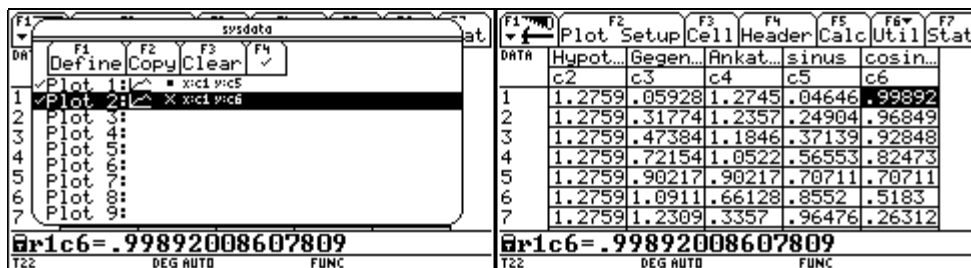 F1
sysdata
at
DA
F1 F2 F3 F4
Define Copy Clear ✓
✓Plot 1: x:c1 y:c5
✓Plot 2: x:c1 y:c6
Plot 3:
Plot 4:
Plot 5:
Plot 6:
Plot 7:
Plot 8:
Plot 9:
1
2
3
4
5
6
7
r1c6=.99892008607809
T22 DEG AUTO FUNC
F1 F2 F3 F4 F5 F6▾ F7
Plot Setup Cell Header Calc Util Stat
DATA Hypot… Gegen… Ankat… sinus cosin…
c2 c3 c4 c5 c6
1 1.2759 .05928 1.2745 .04646 .99892
2 1.2759 .31774 1.2357 .24904 .96849
3 1.2759 .47384 1.1846 .37139 .92848
4 1.2759 .72154 1.0522 .56553 .82473
5 1.2759 .90217 .90217 .70711 .70711
6 1.2759 1.0911 .66128 .8552 .5183
7 1.2759 1.2309 .3357 .96476 .26312
r1c6=.99892008607809
T22 DEG AUTO FUNC